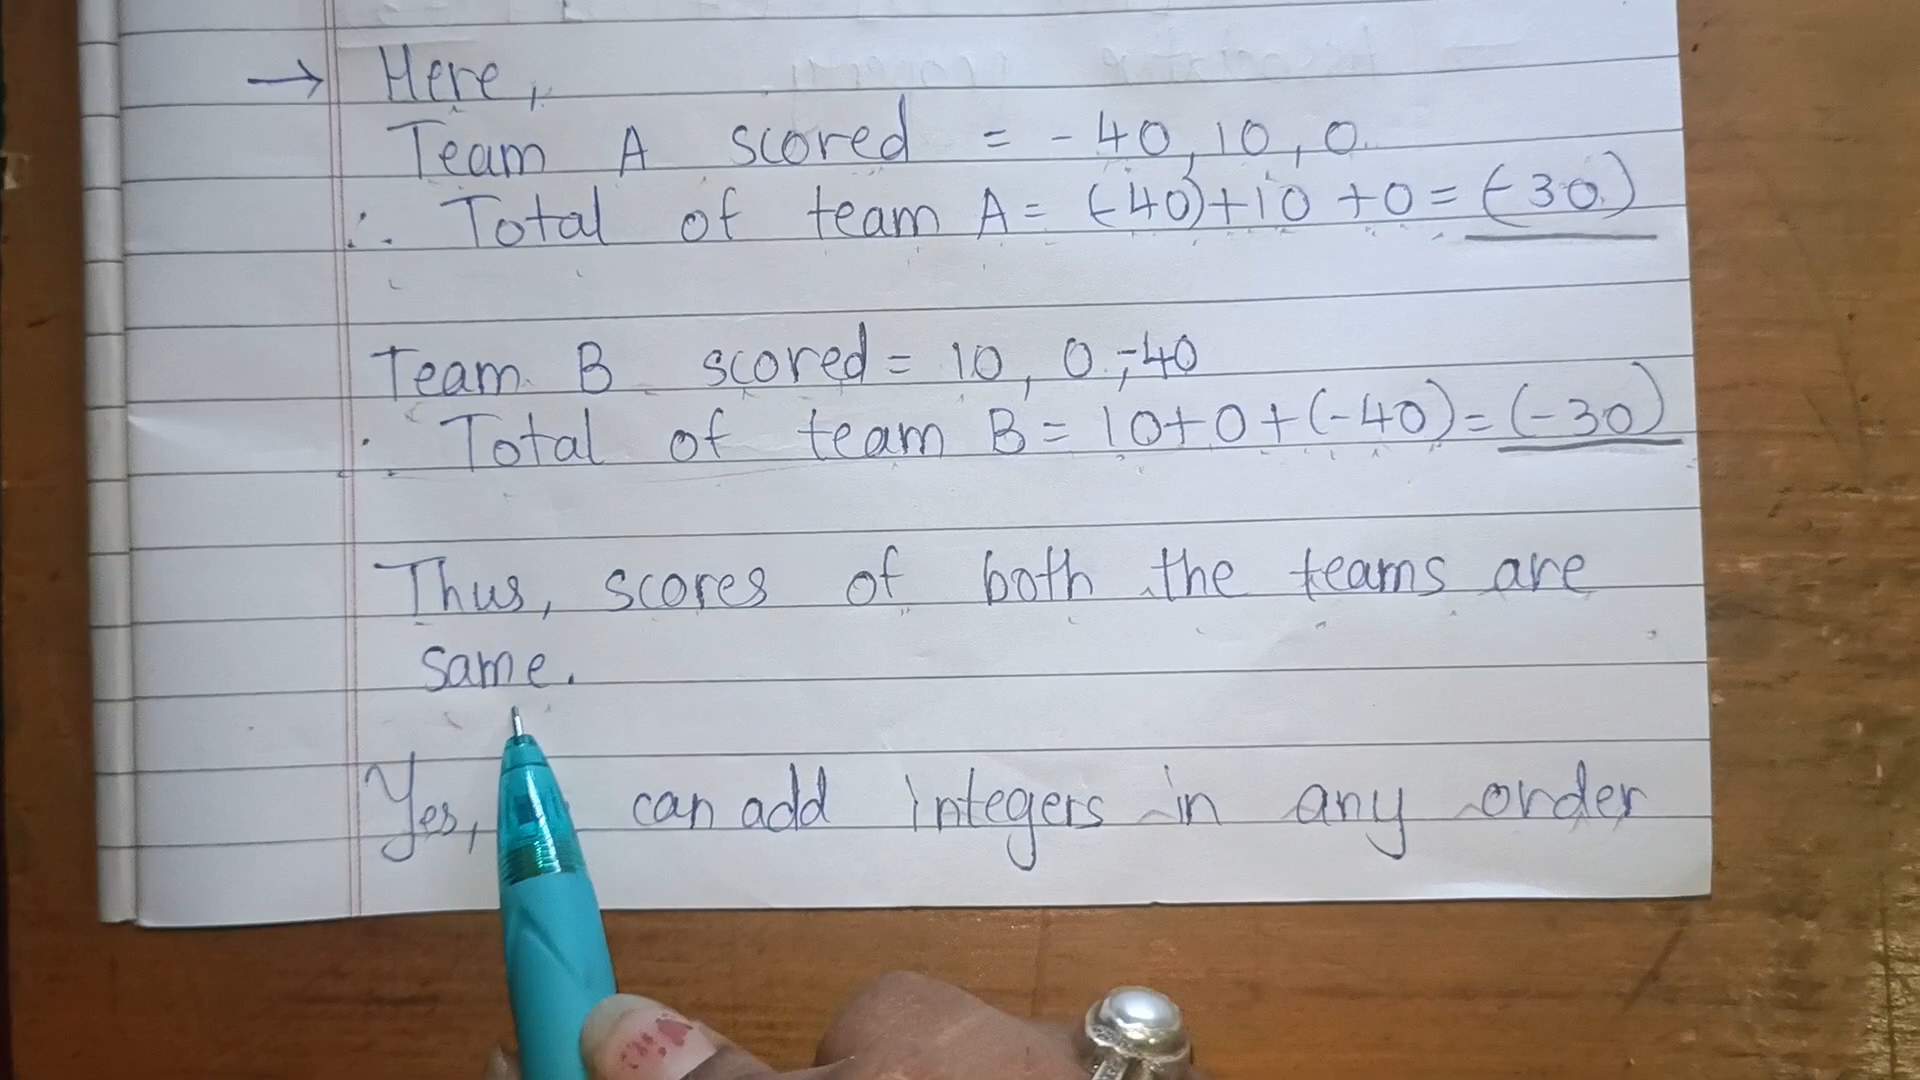 → Here,
Team A scored = -40, 10, 0.
∴ Total of team A = (-40)+10 +0 = (-30)
Team B scored = 10, 0, -40
∴ Total of team B = 10+0+(-40) = (-30)
Thus, scores of both the teams are
same.
Yes, can add integers in any order